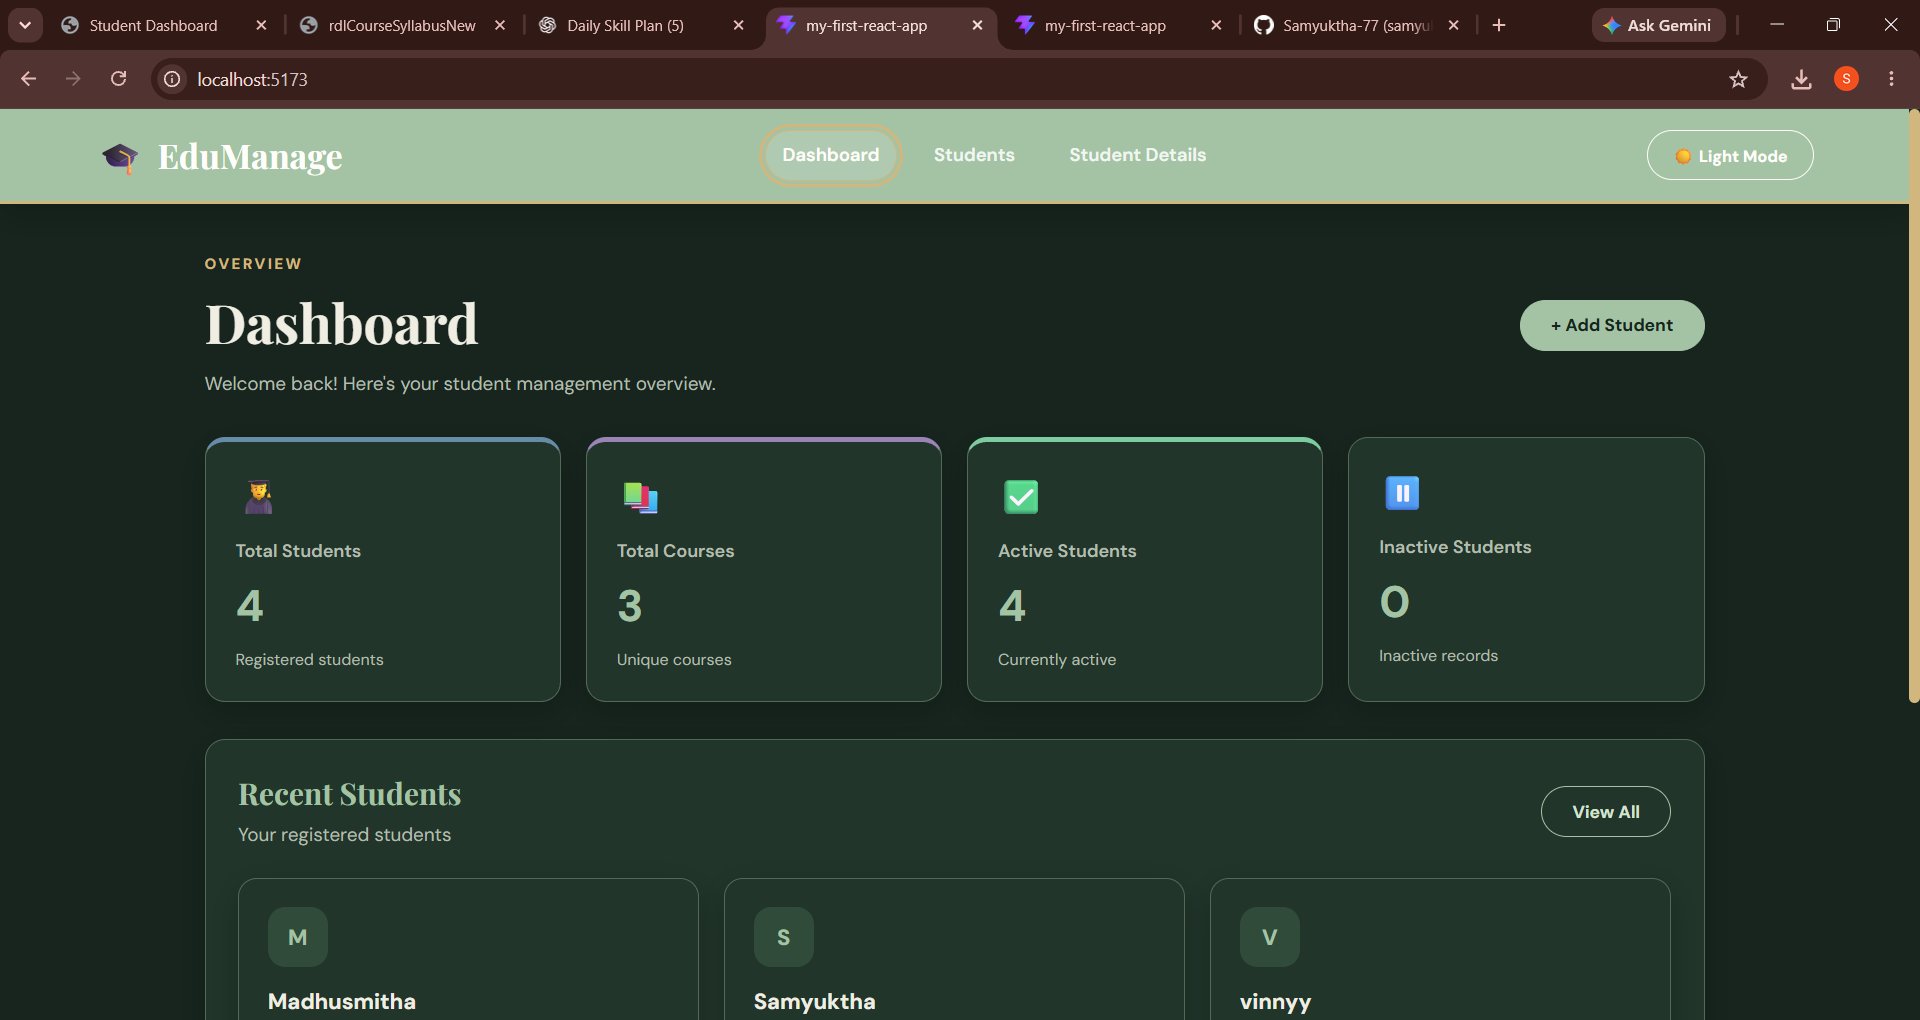 Student Dashboard
rdlCourseSyllabusNew
Daily Skill Plan (5)
my-first-react-app
my-first-react-app
Samyuktha-77 (samyu
Ask Gemini
localhost:5173
S
EduManage
Dashboard
Students
Student Details
Light Mode
OVERVIEW
Dashboard
+ Add Student
Welcome back! Here's your student management overview.
Total Students
4
Registered students
Total Courses
3
Unique courses
Active Students
4
Currently active
Inactive Students
0
Inactive records
Recent Students
Your registered students
View All
M
Madhusmitha
S
Samyuktha
V
vinnyy